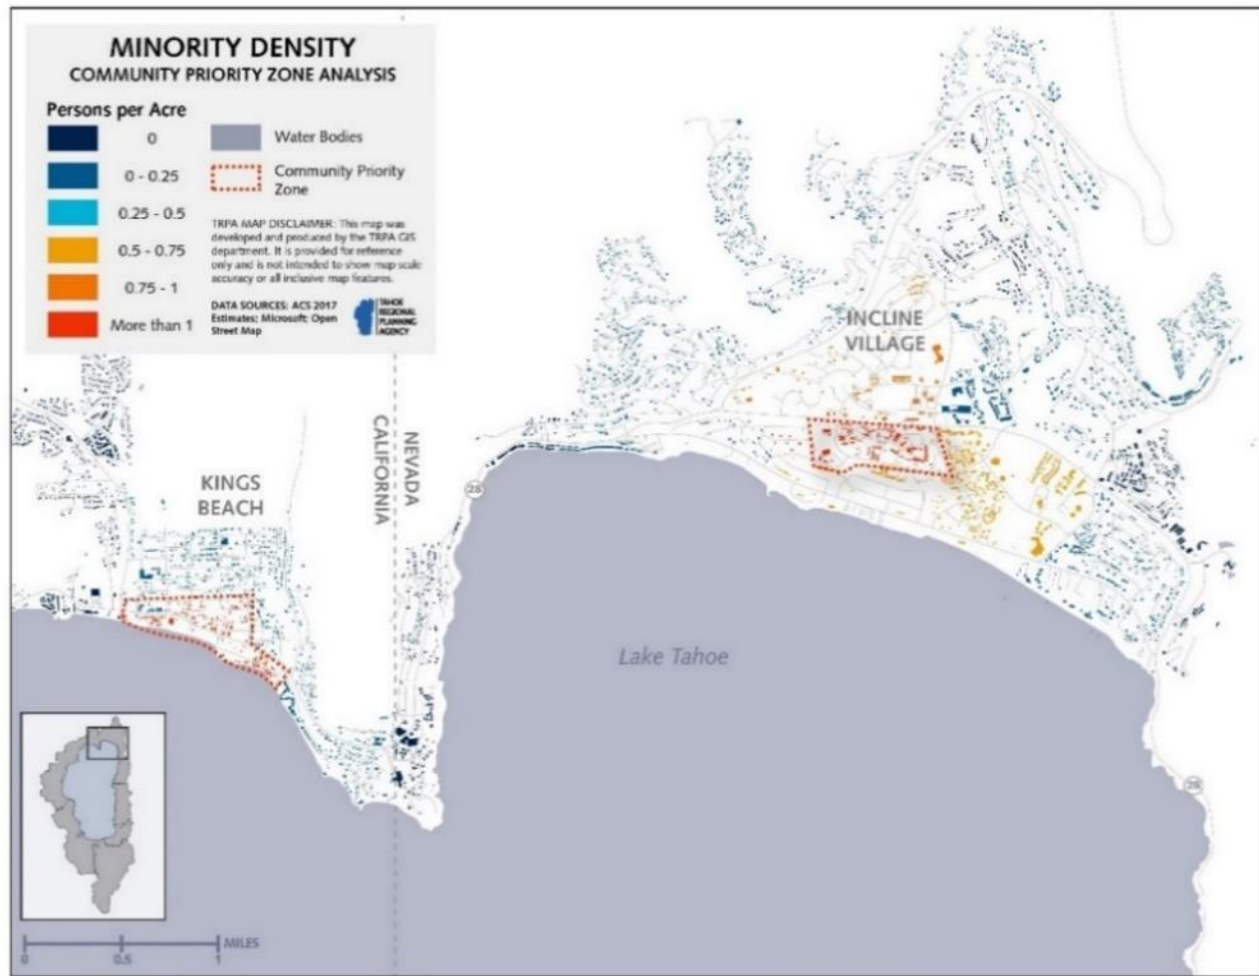 MINORITY DENSITY
COMMUNITY PRIORITY ZONE ANALYSIS
Persons per Acre
0
0 - 0.25
0.25 - 0.5
0.5 - 0.75
0.75 - 1
More than 1
Water Bodies
Community Priority
Zone
TRPA MAP DISCLAIMER: This map was
developed and produced by the TRPA GIS
department. It is provided for reference
only and is not intended to show map scale
accuracy or all inclusive map features.
DATA SOURCES: ACS 2017
Estimates; Microsoft; Open
Street Map
TAHOE
REGIONAL
PLANNING
AGENCY
INCLINE
VILLAGE
KINGS
BEACH
CALIFORNIA
NEVADA
28
Lake Tahoe
28
0
0.5
1
MILES